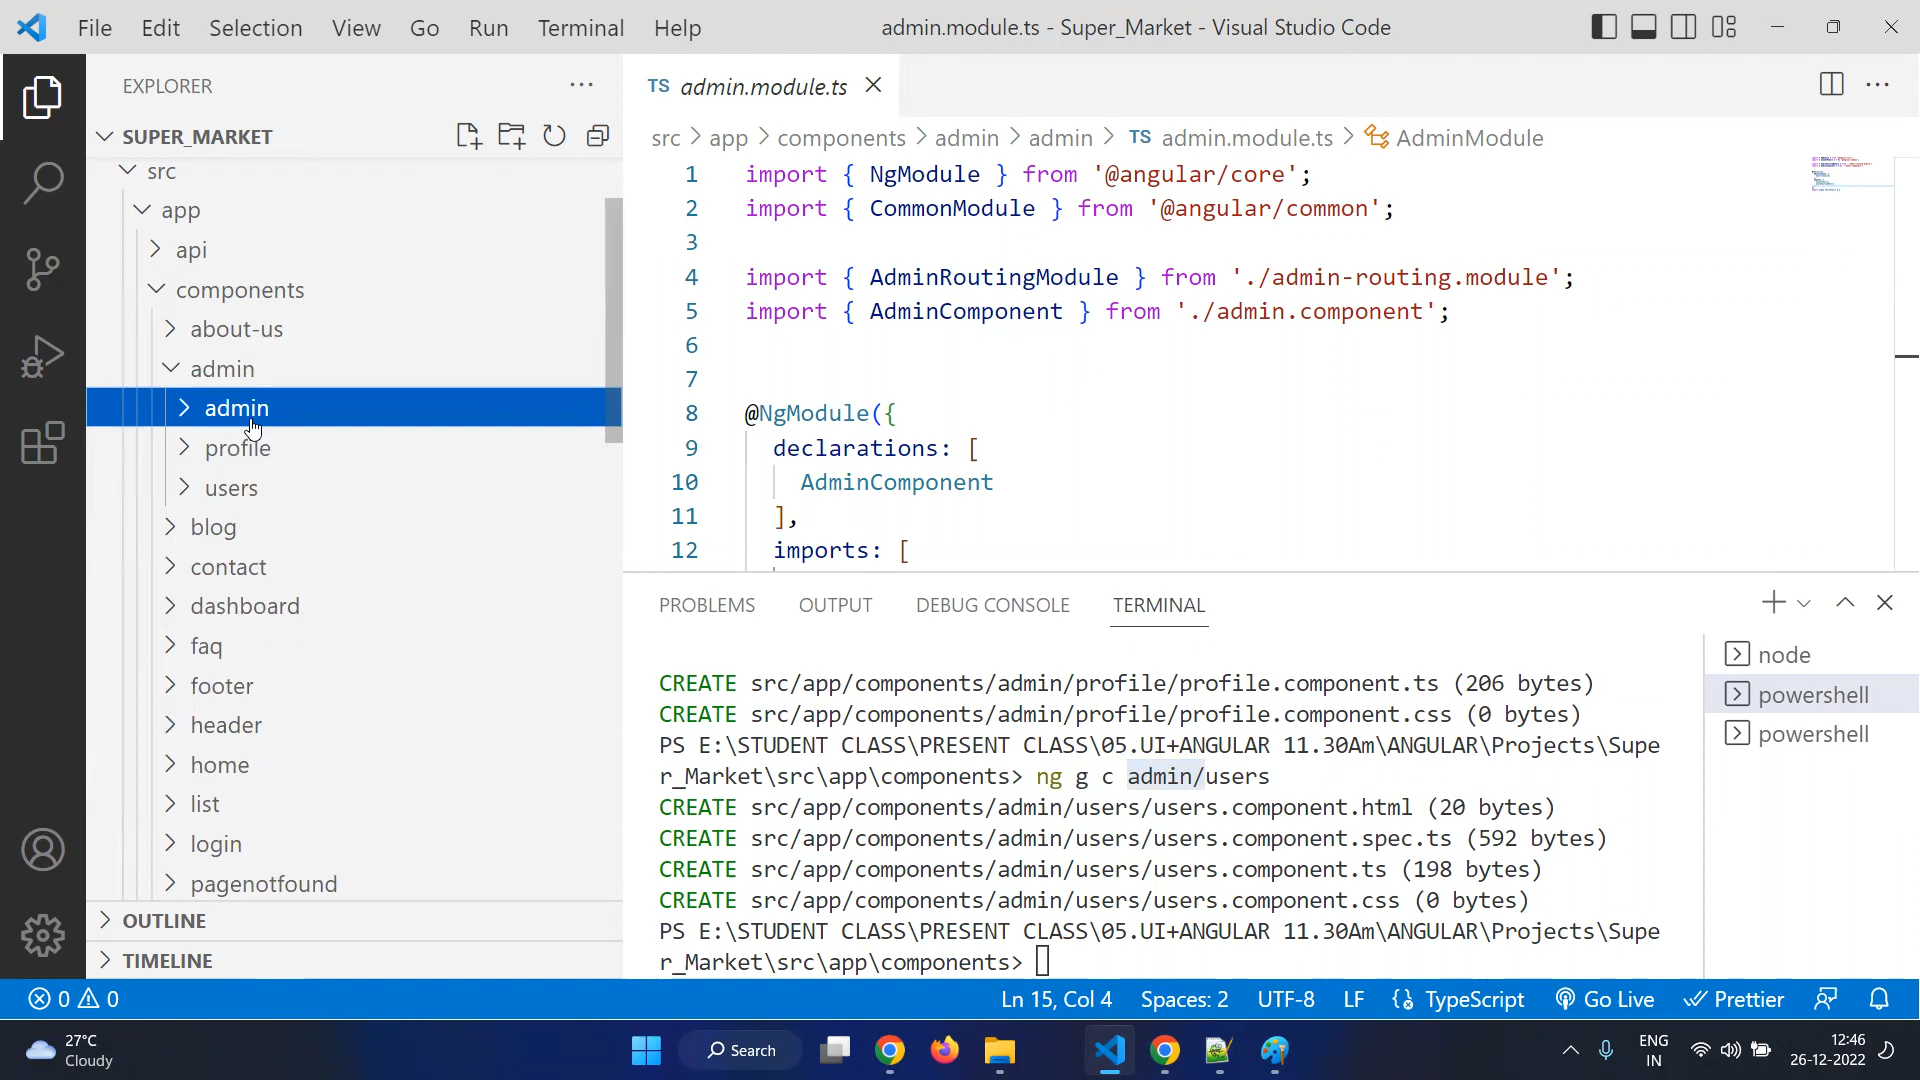 File Edit Selection View Go Run Terminal Help
admin.module.ts - Super_Market - Visual Studio Code
EXPLORER
SUPER_MARKET
src
app
api
components
about-us
admin
admin
profile
users
blog
contact
dashboard
faq
footer
header
home
list
login
pagenotfound
OUTLINE
TIMELINE
TS admin.module.ts
src > app > components > admin > admin > TS admin.module.ts > AdminModule
1 import { NgModule } from '@angular/core';
2 import { CommonModule } from '@angular/common';
3
4 import { AdminRoutingModule } from './admin-routing.module';
5 import { AdminComponent } from './admin.component';
6
7
8 @NgModule({
9 declarations: [
10 AdminComponent
11 ],
12 imports: [
PROBLEMS OUTPUT DEBUG CONSOLE TERMINAL
CREATE src/app/components/admin/profile/profile.component.ts (206 bytes)
CREATE src/app/components/admin/profile/profile.component.css (0 bytes)
PS E:\STUDENT CLASS\PRESENT CLASS\05.UI+ANGULAR 11.30Am\ANGULAR\Projects\Supe
r_Market\src\app\components> ng g c admin/users
CREATE src/app/components/admin/users/users.component.html (20 bytes)
CREATE src/app/components/admin/users/users.component.spec.ts (592 bytes)
CREATE src/app/components/admin/users/users.component.ts (198 bytes)
CREATE src/app/components/admin/users/users.component.css (0 bytes)
PS E:\STUDENT CLASS\PRESENT CLASS\05.UI+ANGULAR 11.30Am\ANGULAR\Projects\Supe
r_Market\src\app\components>
node
powershell
powershell
0 0 Ln 15, Col 4 Spaces: 2 UTF-8 LF TypeScript Go Live Prettier
27°C
Cloudy
Search
ENG
IN
12:46
26-12-2022